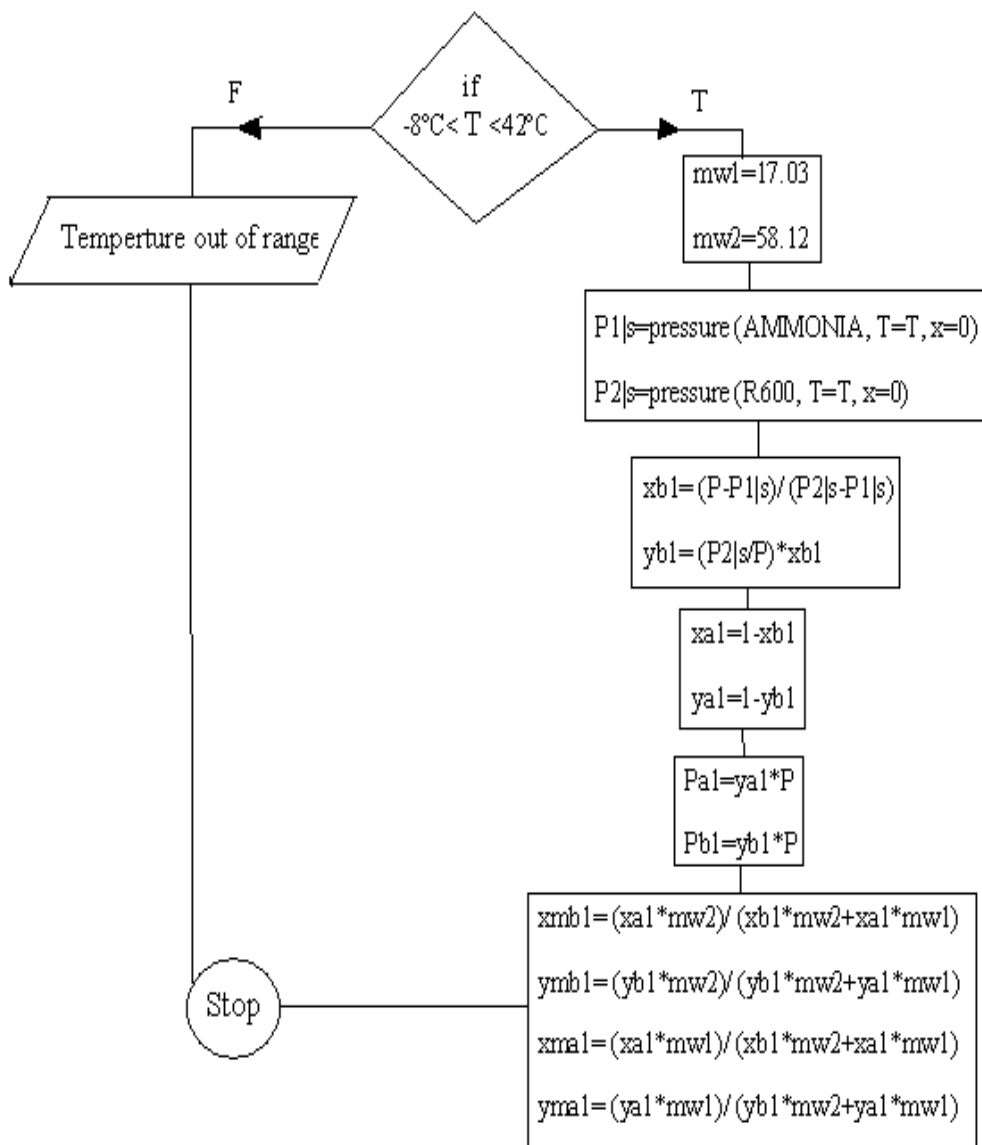 if
-8°C< T <42°C
F
T
Temperture out of range
mw1=17.03
mw2=58.12
P1|s=pressure(AMMONIA, T=T, x=0)
P2|s=pressure(R600, T=T, x=0)
xb1=(P-P1|s)/(P2|s-P1|s)
yb1=(P2|s/P)*xb1
xa1=1-xb1
ya1=1-yb1
Pa1=ya1*P
Pb1=yb1*P
xmb1=(xa1*mw2)/(xb1*mw2+xa1*mw1)
ymb1=(yb1*mw2)/(yb1*mw2+ya1*mw1)
xma1=(xa1*mw1)/(xb1*mw2+xa1*mw1)
yma1=(ya1*mw1)/(yb1*mw2+ya1*mw1)
Stop